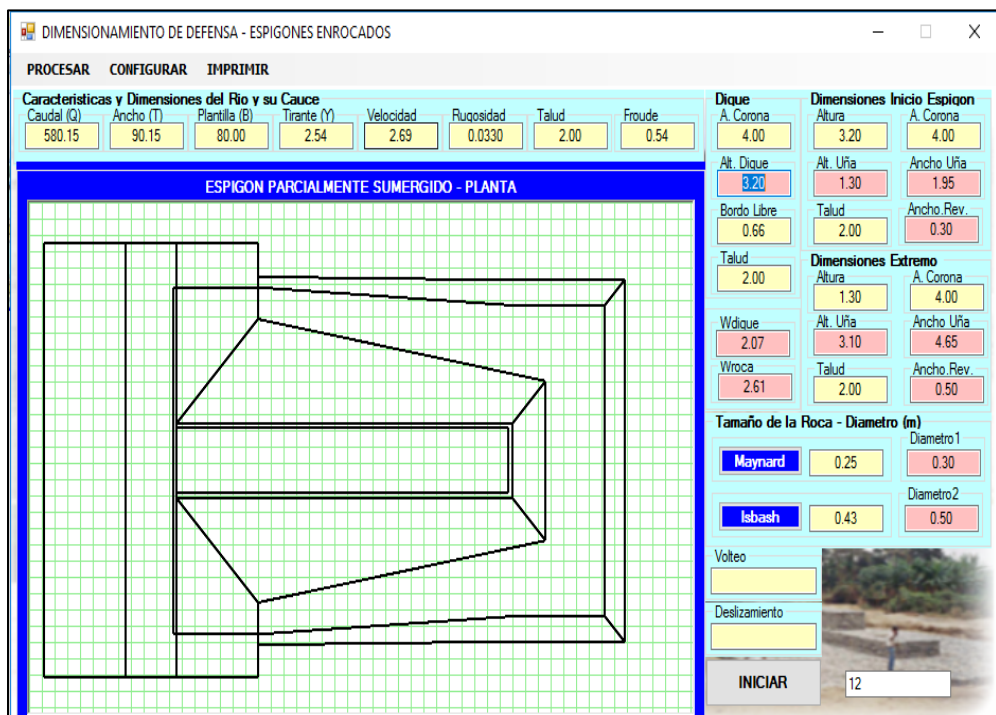 DIMENSIONAMIENTO DE DEFENSA - ESPIGONES ENROCADOS
PROCESAR CONFIGURAR IMPRIMIR
Caracteristicas y Dimensiones del Rio y su Cauce
Caudal (Q) Ancho (T) Plantilla (B) Tirante (Y) Velocidad Rugosidad Talud Froude
580.15 90.15 80.00 2.54 2.69 0.0330 2.00 0.54
ESPIGON PARCIALMENTE SUMERGIDO - PLANTA
Dique
A. Corona
4.00
Alt. Dique
3.20
Bordo Libre
0.66
Talud
2.00
Wdique
2.07
Wroca
2.61
Dimensiones Inicio Espigon
Altura A. Corona
3.20 4.00
Alt. Uña Ancho Uña
1.30 1.95
Talud Ancho.Rev.
2.00 0.30
Dimensiones Extremo
Altura A. Corona
1.30 4.00
Alt. Uña Ancho Uña
3.10 4.65
Talud Ancho.Rev.
2.00 0.50
Tamaño de la Roca - Diametro (m)
Diametro1
Maynard 0.25 0.30
Diametro2
Isbash 0.43 0.50
Volteo
Deslizamiento
INICIAR 12